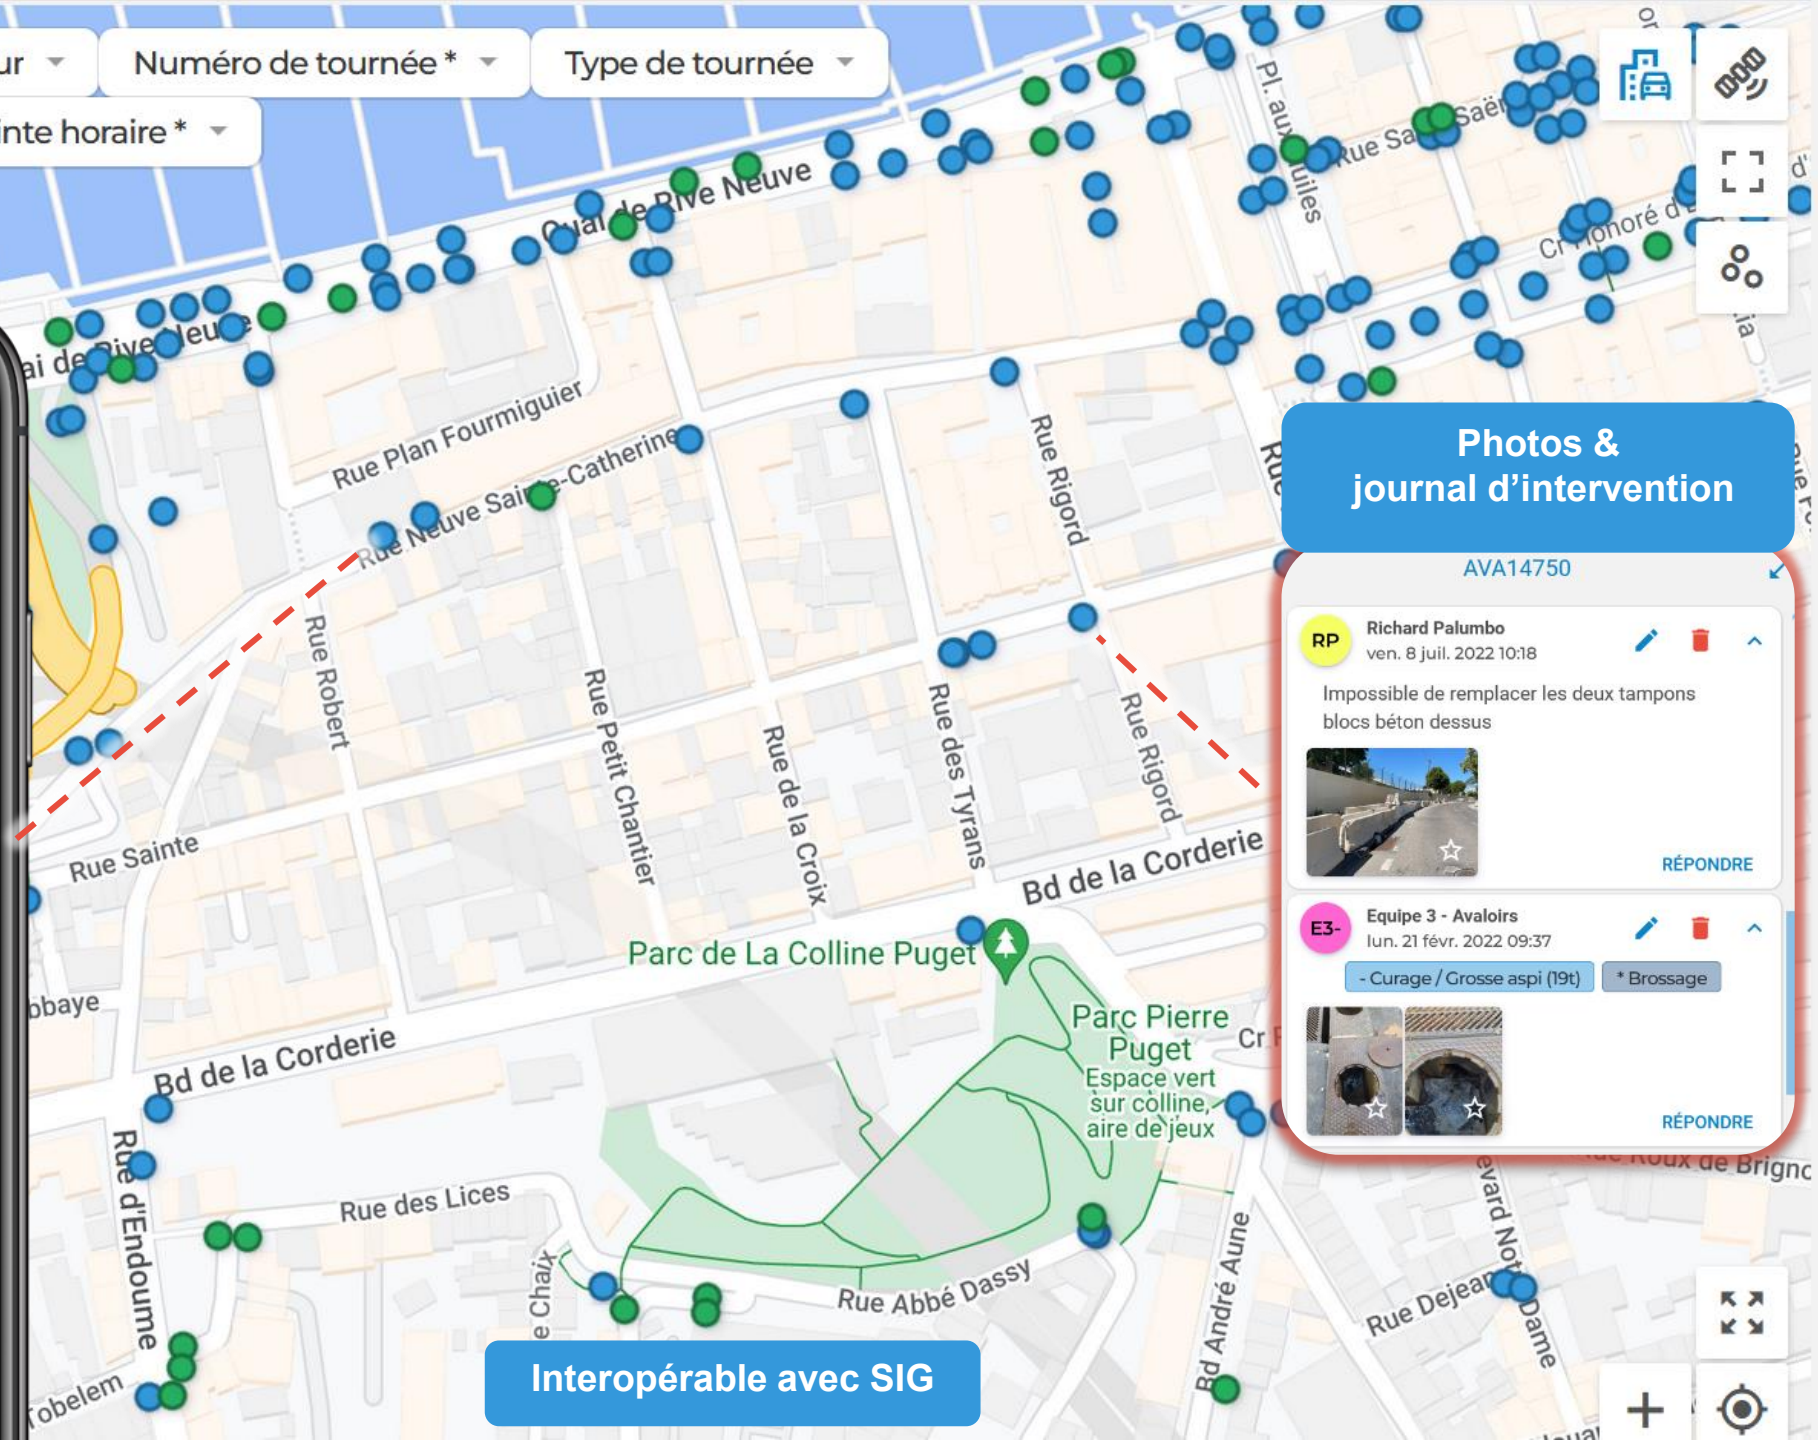 Numéro de tournée *
Type de tournée
horaire *
Quai de Rive Neuve
Pl. aux Huiles
Rue Neuve Sainte-Catherine
Rue Plan Fourmiguier
Rue Rigord
Photos &
journal d'intervention
AVA14750
RP
Richard Palumbo
ven. 8 juil. 2022 10:18
Impossible de remplacer les deux tampons
blocs béton dessus
RÉPONDRE
E3-
Equipe 3 - Avaloirs
lun. 21 févr. 2022 09:37
- Curage / Grosse aspi (19t)
* Brossage
RÉPONDRE
Rue Robert
Rue Petit Chantier
Rue de la Croix
Rue des Tyrans
Rue Rigord
Rue Sainte
Bd de la Corderie
Parc de La Colline Puget
Parc Pierre
Puget
Espace vert
sur colline,
aire de jeux
Bd de la Corderie
Rue d'Endoume
Rue des Lices
Rue Abbé Dassy
Bd André Aune
Rue Dejean
Interopérable avec SIG